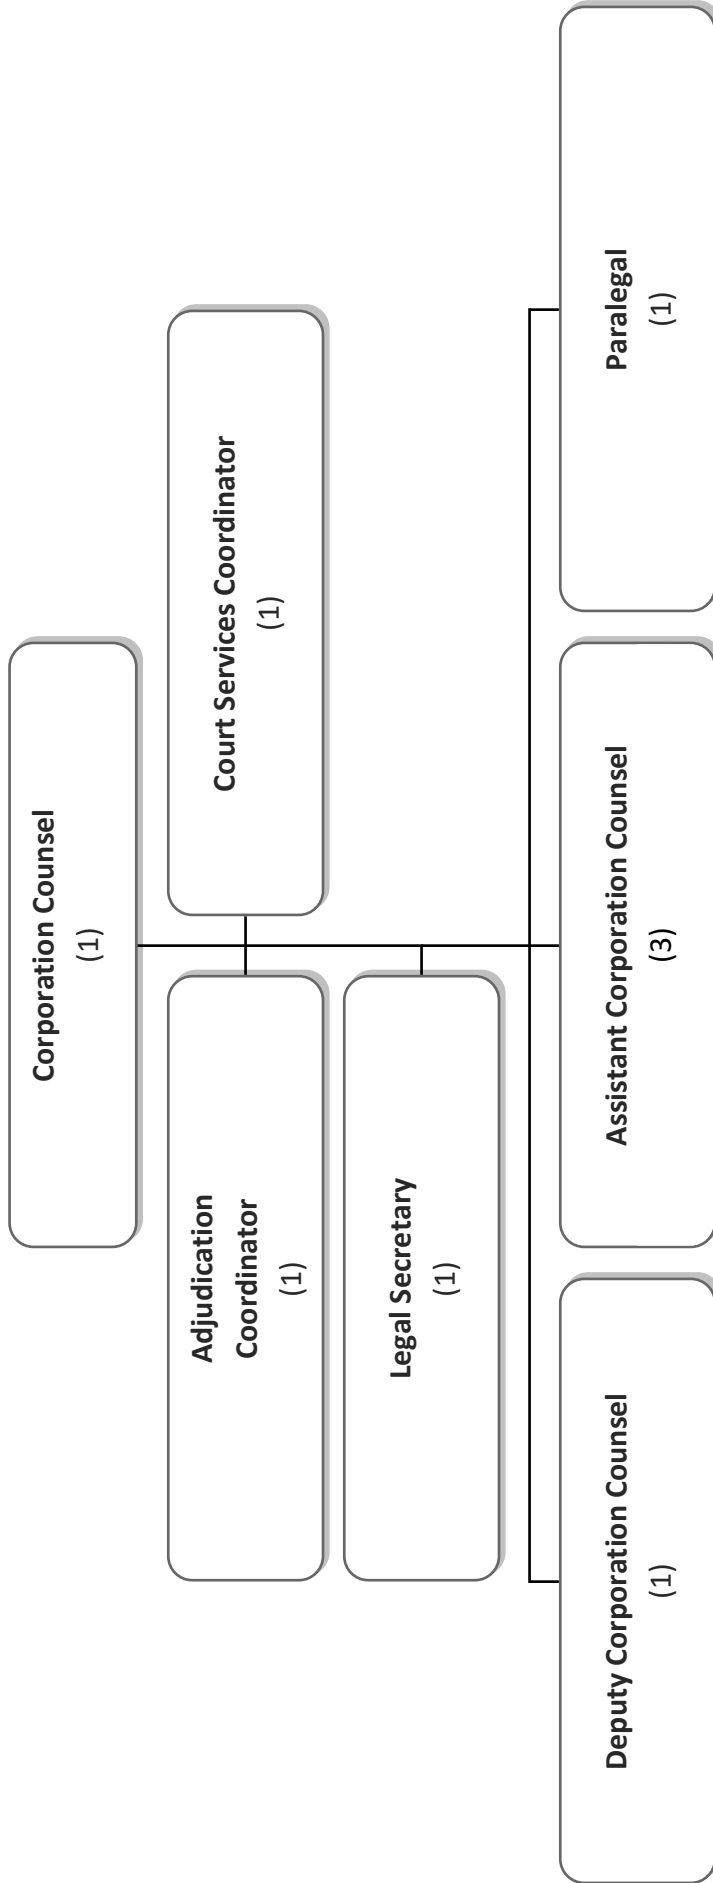 Corporation Counsel
(1)
Adjudication
Coordinator
(1)
Court Services Coordinator
(1)
Legal Secretary
(1)
Deputy Corporation Counsel
(1)
Assistant Corporation Counsel
(3)
Paralegal
(1)